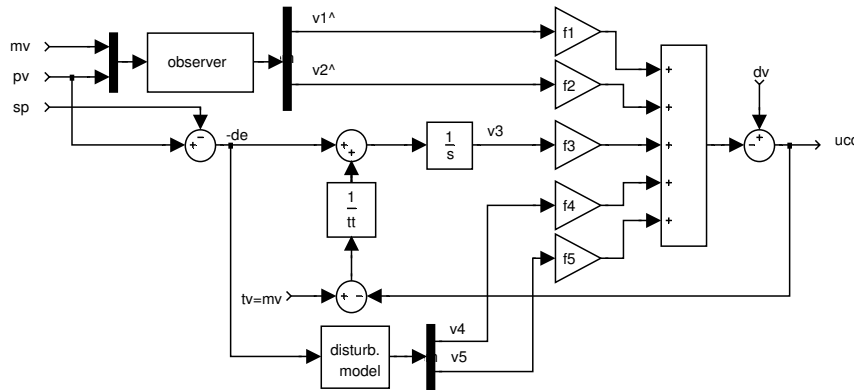 mv
pv
sp
observer
v1^
v2^
f1
f2
+
+
+
+
+
dv
+
−
ucc
−
+
-de
+
+
1
s
v3
f3
f4
f5
1
tt
tv=mv
+
−
disturb.
model
v4
v5